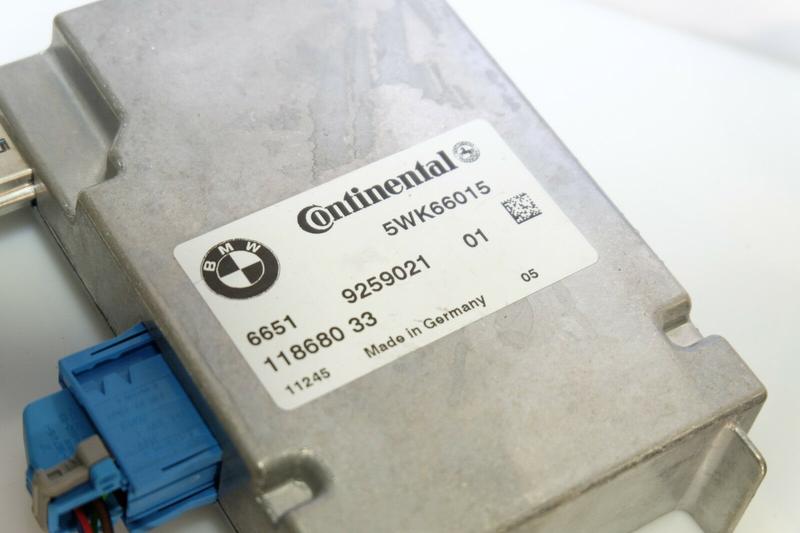 Continental
5WK66015
BMW
6651 9259021 01
118680 33
11245 Made in Germany 05